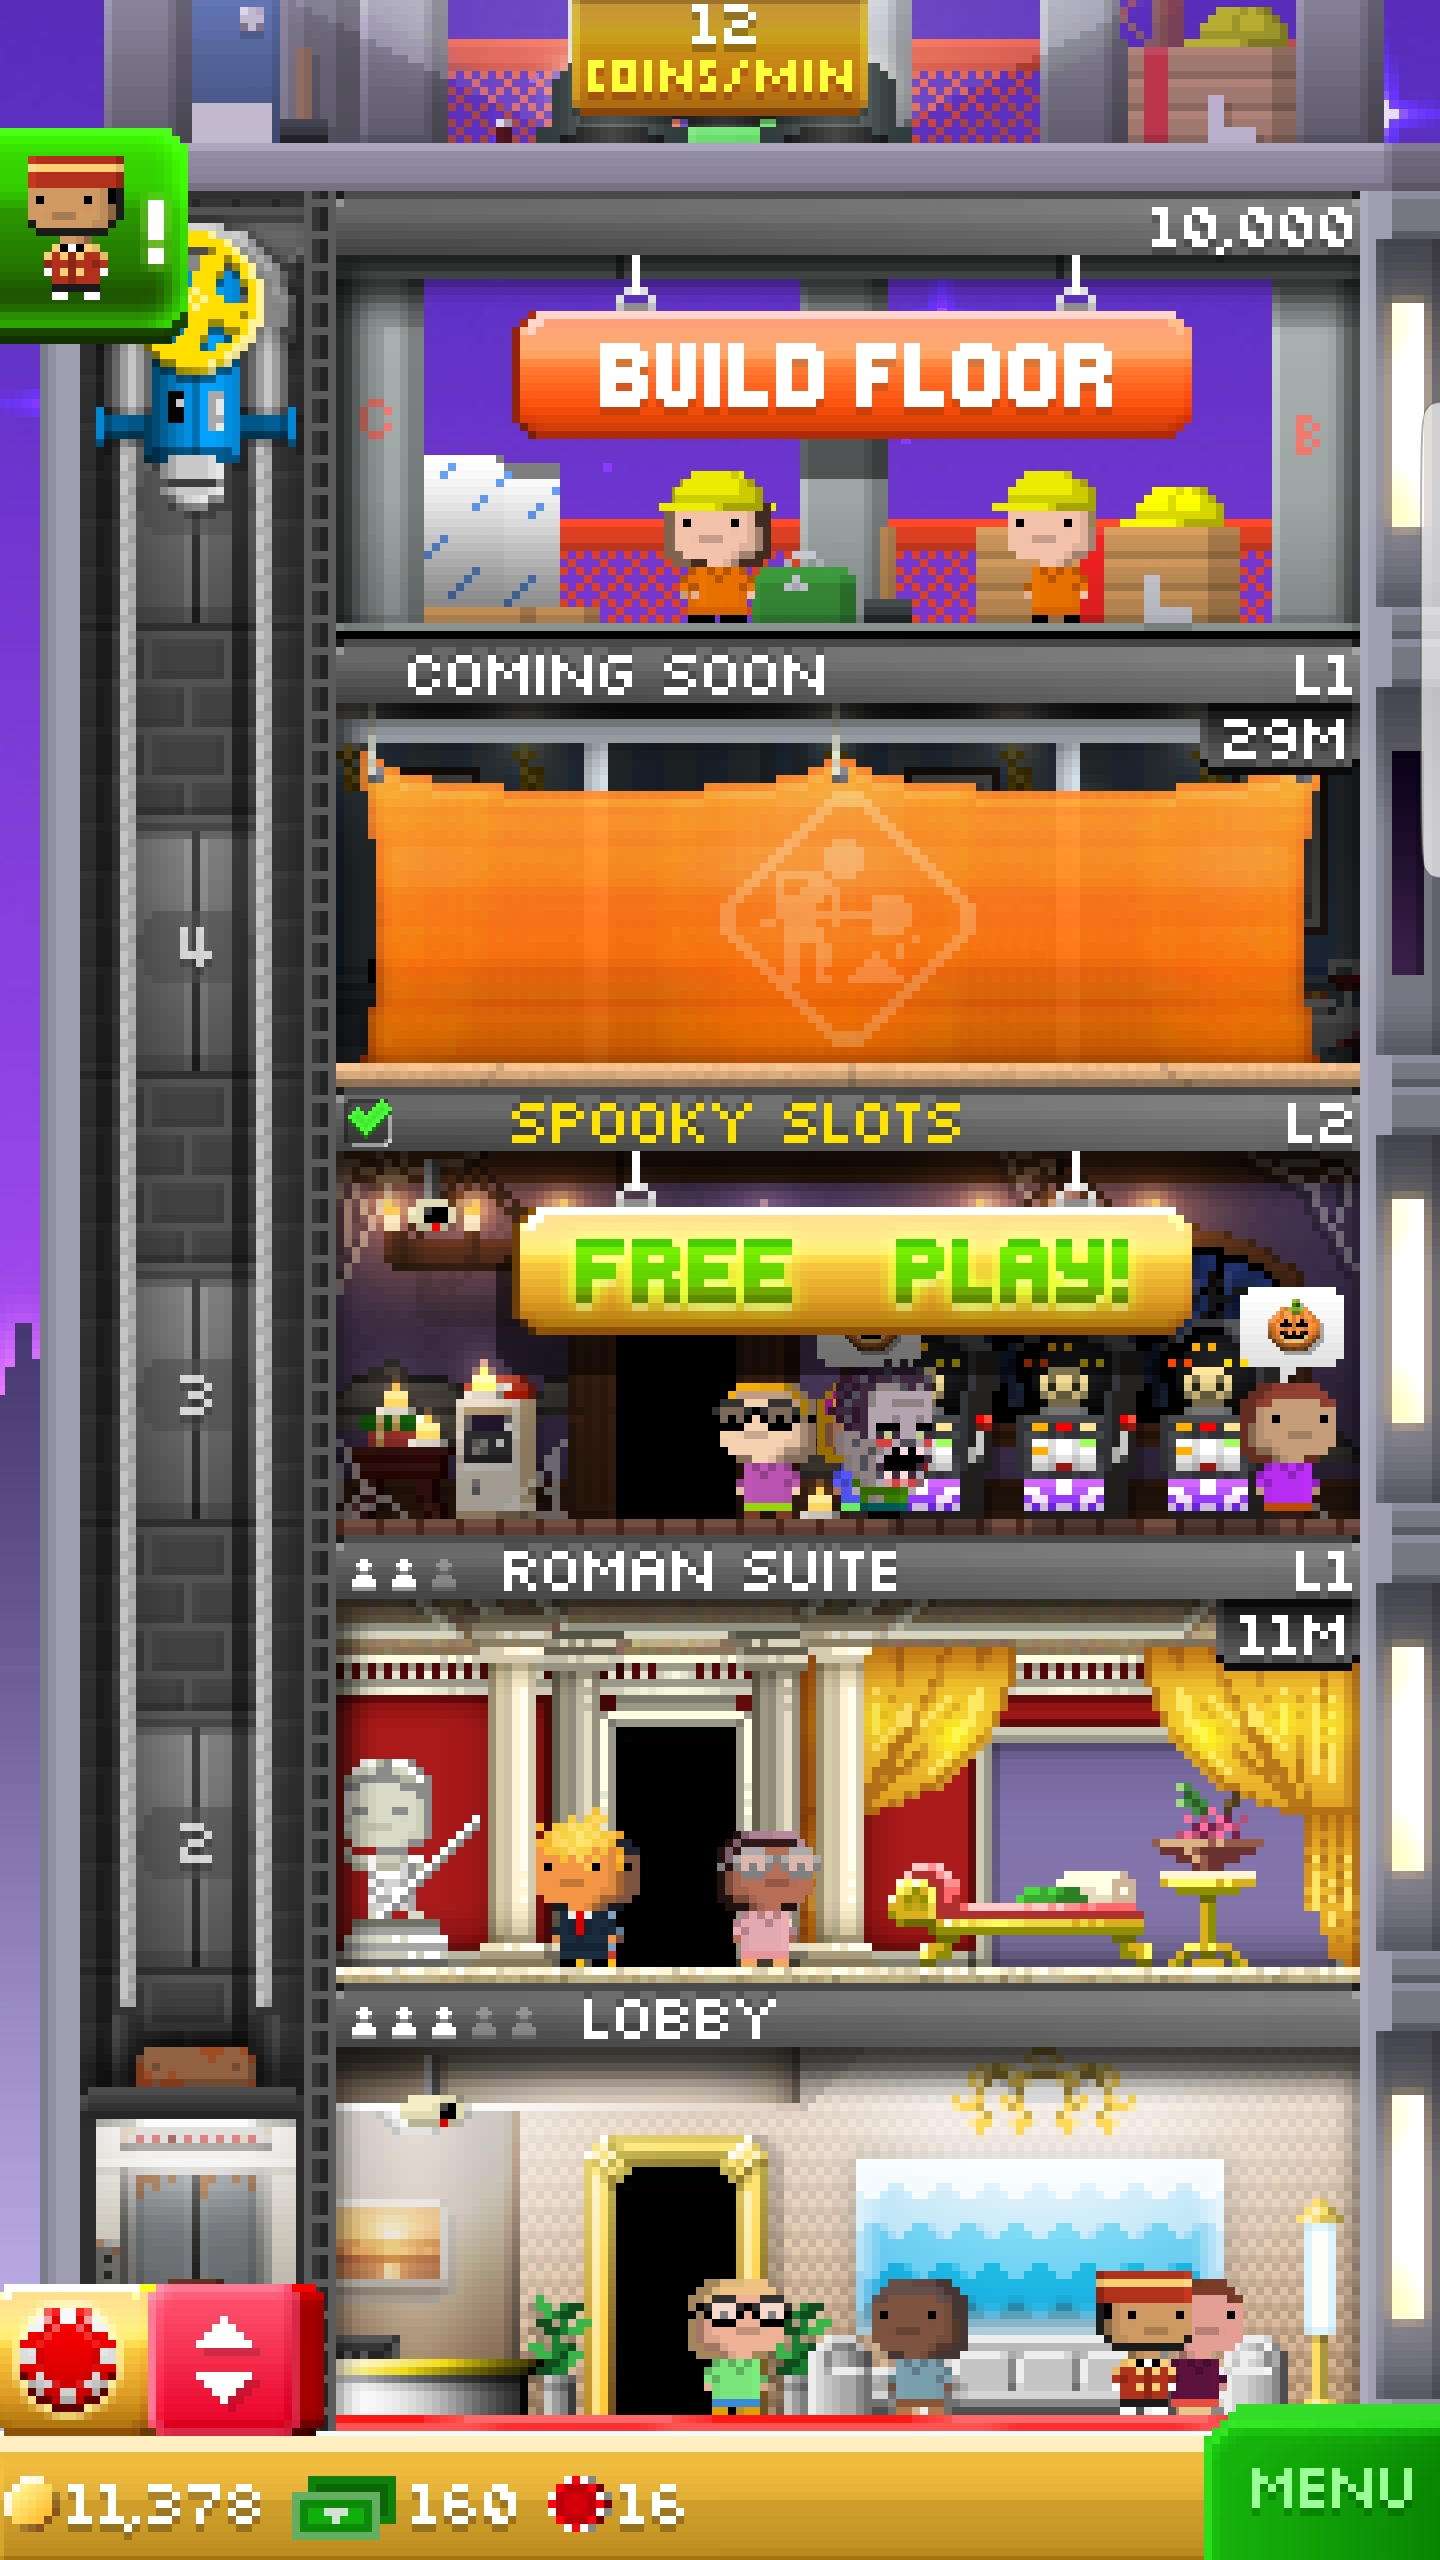 12
COINS/MIN
!
10,000
BUILD FLOOR
C
B
COMING SOON L1
29M
4
SPOOKY SLOTS L2
FREE PLAY!
3
ROMAN SUITE L1
11M
2
LOBBY
11,378 160 16
MENU